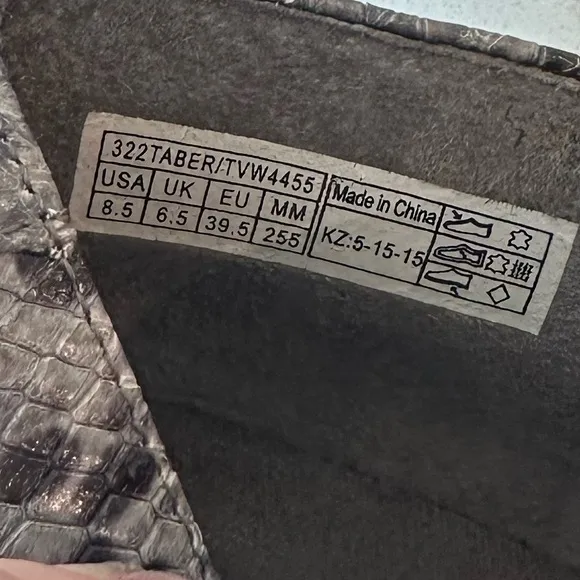 322TABER/TVW4455
USA UK EU MM
8.5 6.5 39.5 255
Made in China
KZ:5-15-15